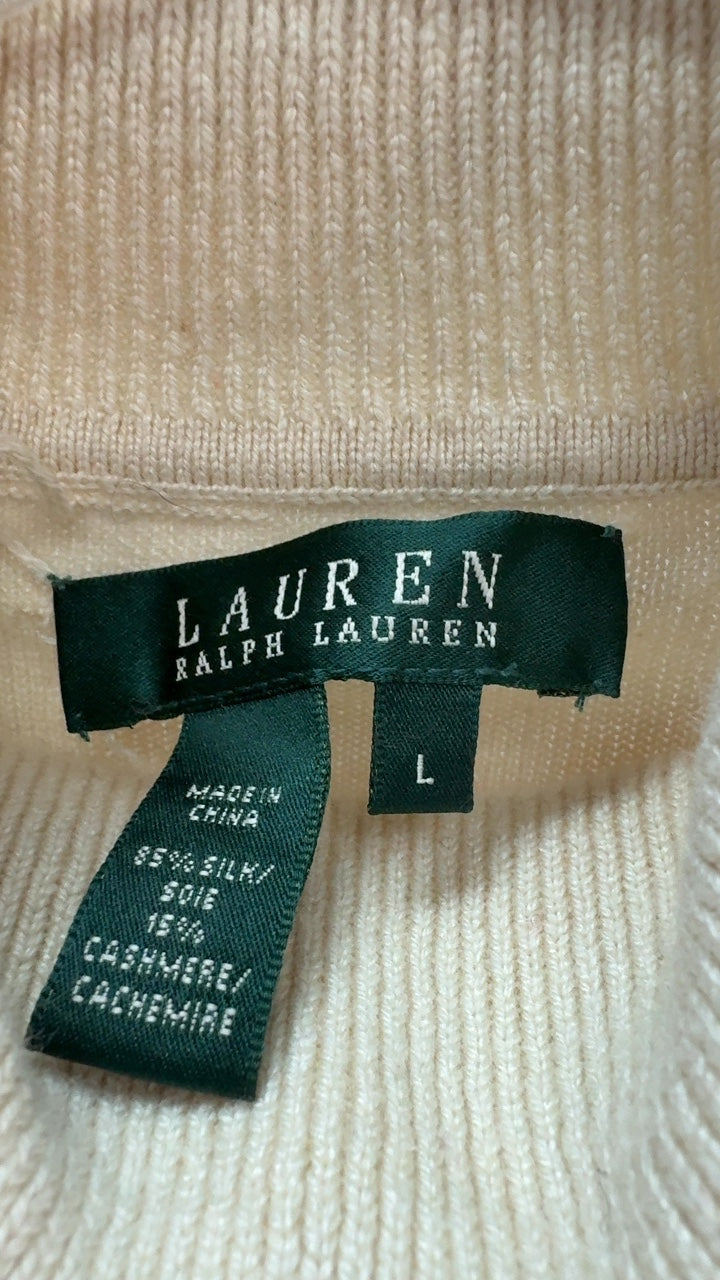 LAUREN
RALPH LAUREN
L
MADE IN
CHINA
85% SILK/
SOIE
15%
CASHMERE/
CACHEMIRE